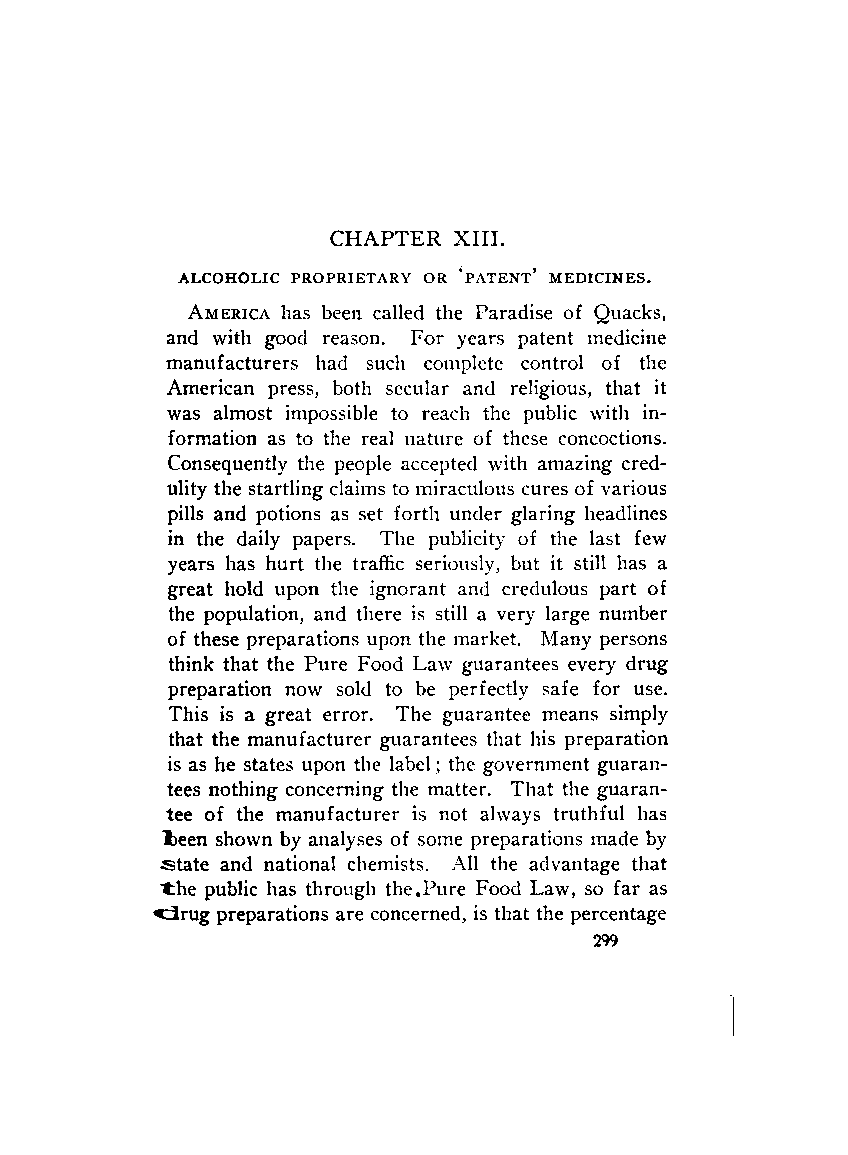 CHAPTER XIII.
ALCOHOLIC PROPRIETARY OR 'PATENT' MEDICINES.
AMERICA has been called the Paradise of Quacks,
and with good reason. For years patent medicine
manufacturers had such complete control of the
American press, both secular and religious, that it
was almost impossible to reach the public with in-
formation as to the real nature of these concoctions.
Consequently the people accepted with amazing cred-
ulity the startling claims to miraculous cures of various
pills and potions as set forth under glaring headlines
in the daily papers. The publicity of the last few
years has hurt the traffic seriously, but it still has a
great hold upon the ignorant and credulous part of
the population, and there is still a very large number
of these preparations upon the market. Many persons
think that the Pure Food Law guarantees every drug
preparation now sold to be perfectly safe for use.
This is a great error. The guarantee means simply
that the manufacturer guarantees that his preparation
is as he states upon the label; the government guaran-
tees nothing concerning the matter. That the guaran-
tee of the manufacturer is not always truthful has
been shown by analyses of some preparations made by
state and national chemists. All the advantage that
the public has through the Pure Food Law, so far as
drug preparations are concerned, is that the percentage
299